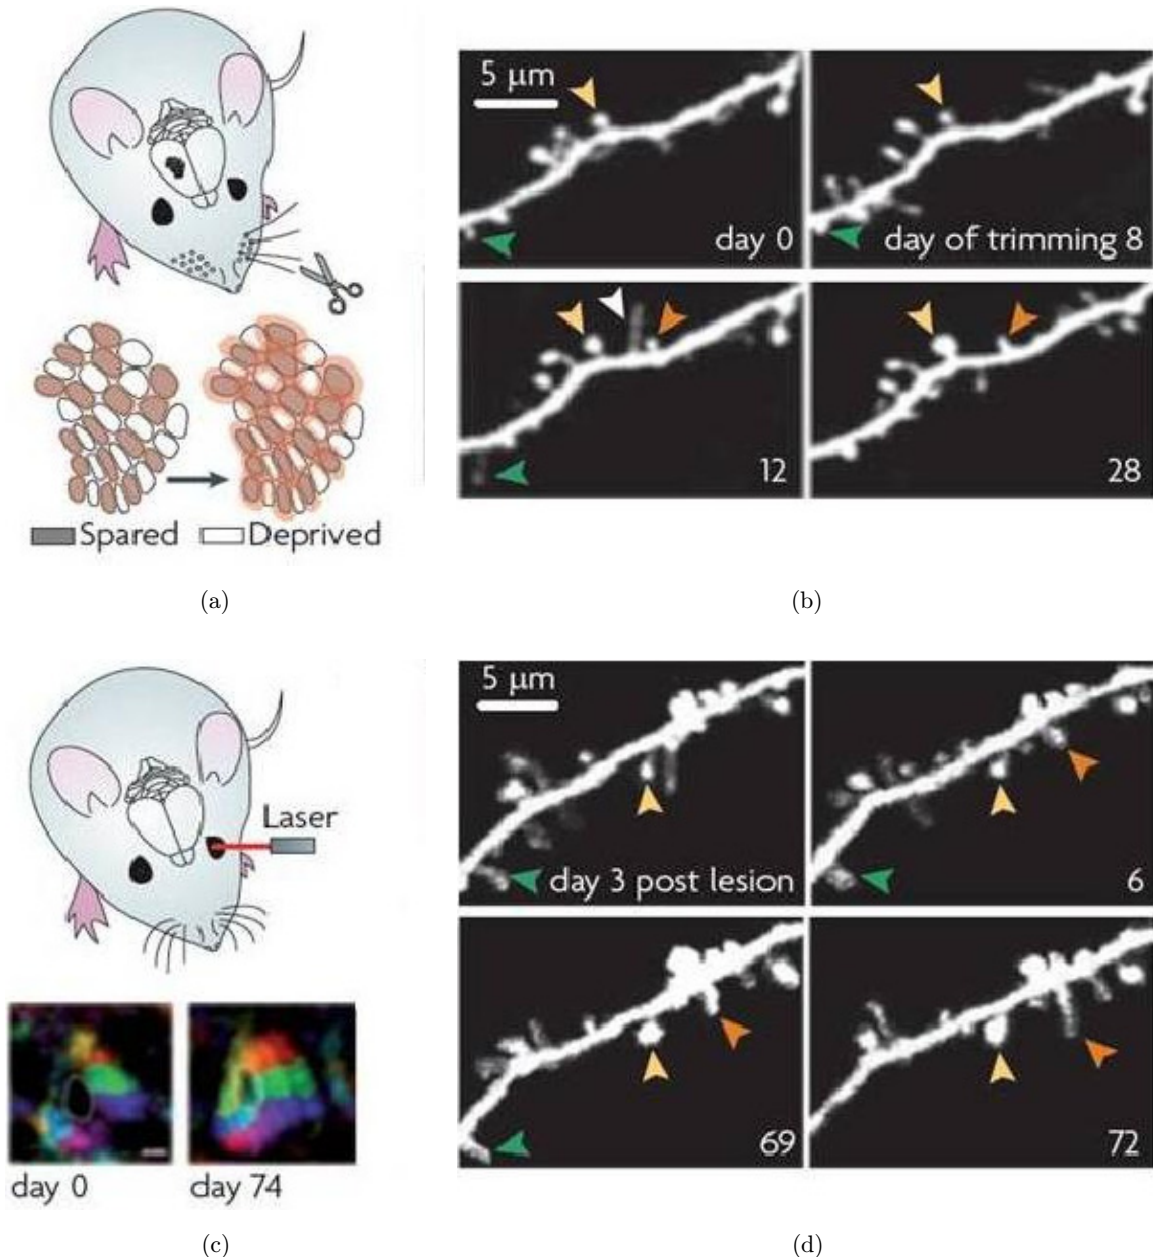 5 μm
day 0
day of trimming 8
12
28
Spared Deprived
(a)
(b)
Laser
day 0
day 74
5 μm
day 3 post lesion
6
69
72
(c)
(d)